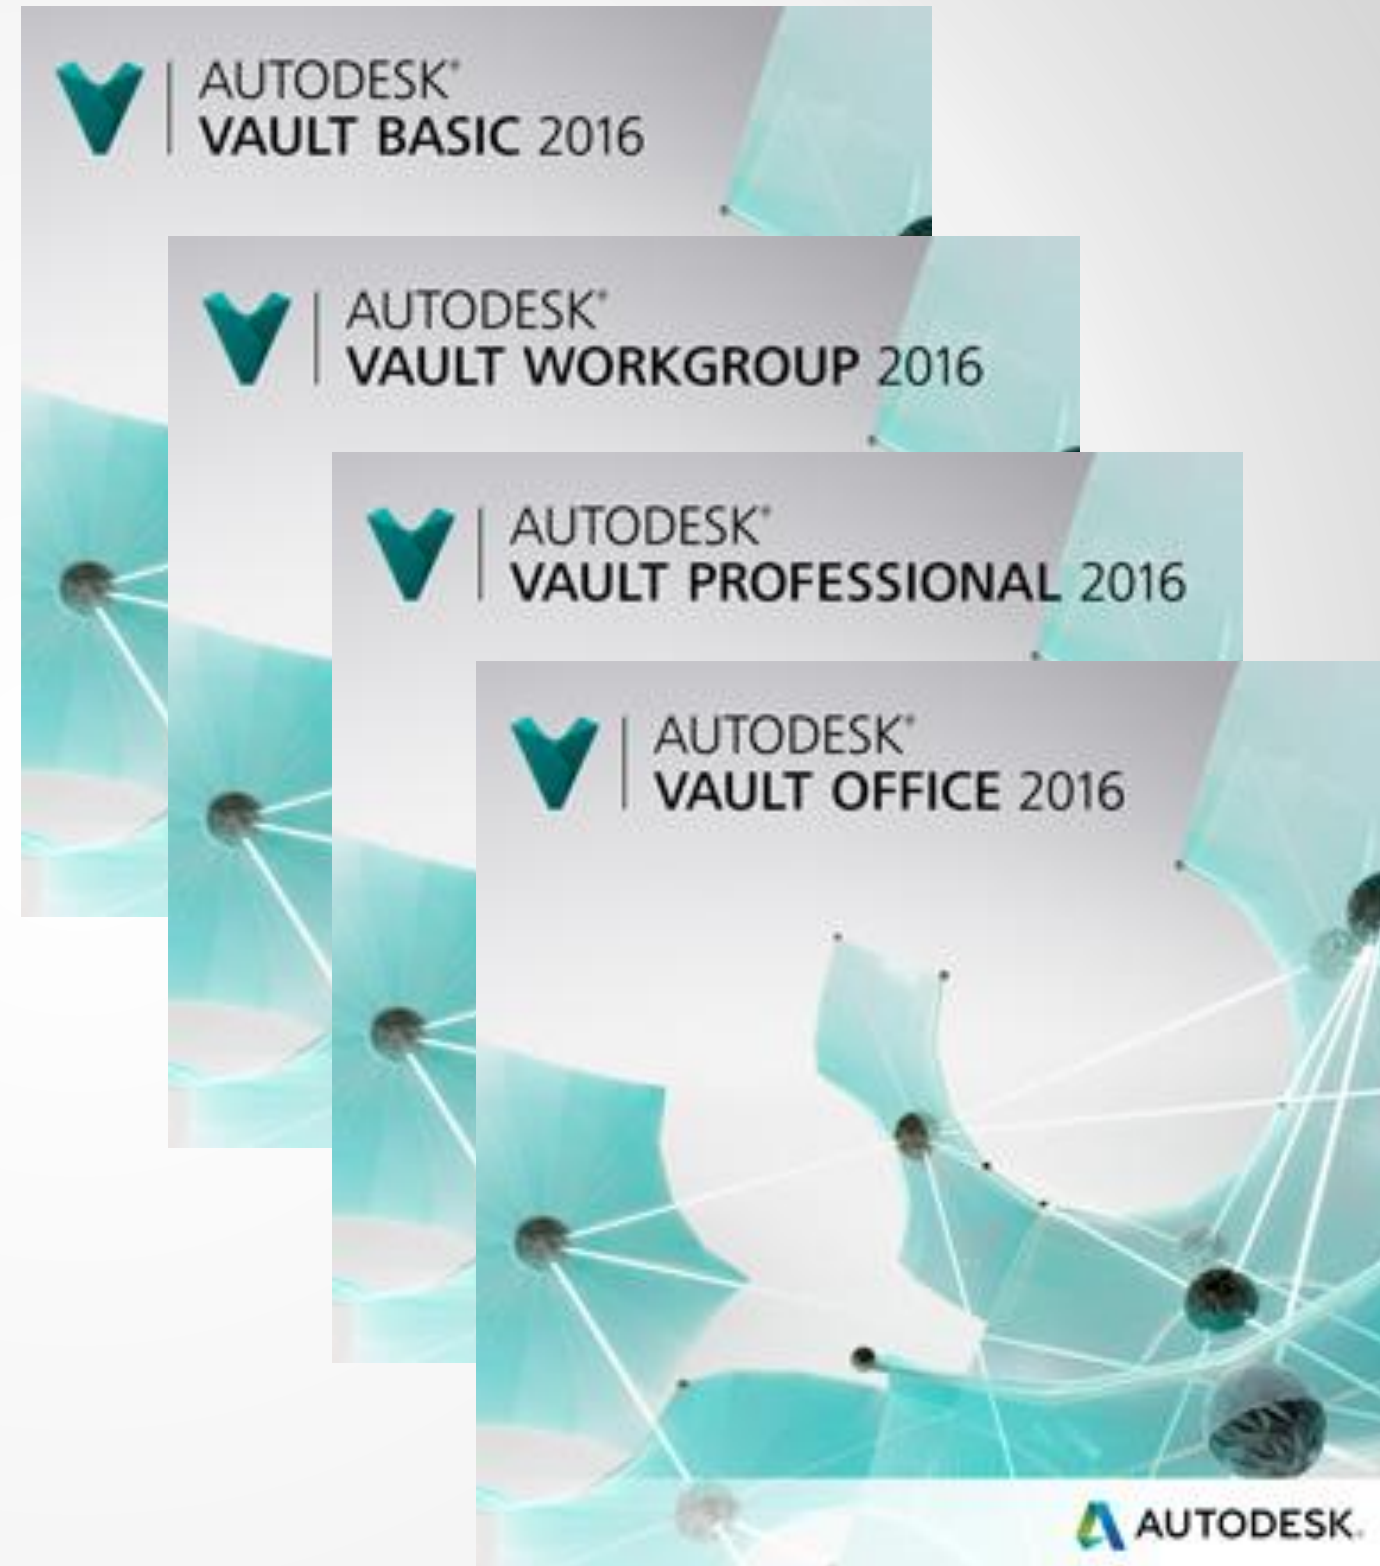 AUTODESK®
VAULT BASIC 2016
AUTODESK®
VAULT WORKGROUP 2016
AUTODESK®
VAULT PROFESSIONAL 2016
AUTODESK®
VAULT OFFICE 2016
AUTODESK.